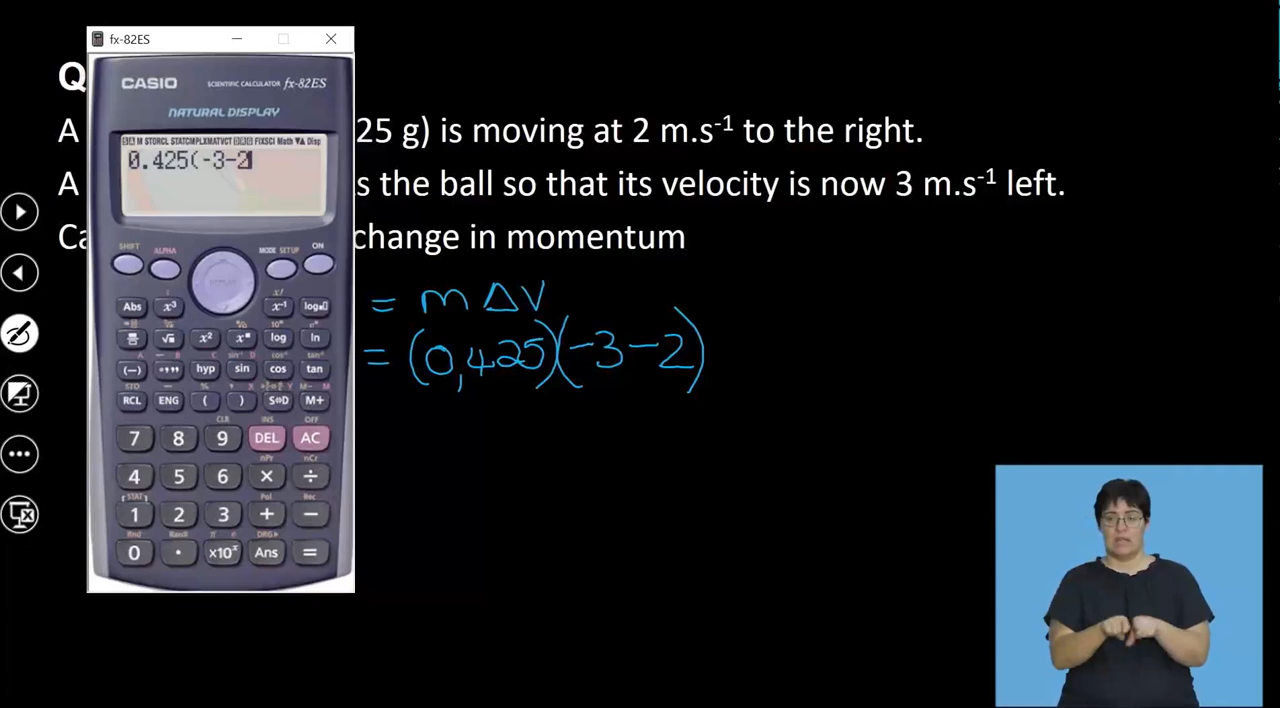 fx-82ES
CASIO SCIENTIFIC CALCULATOR fx-82ES
NATURAL DISPLAY
0.425(-3-2
Q
A 25 g) is moving at 2 m.s-1 to the right.
A s the ball so that its velocity is now 3 m.s-1 left.
Ca change in momentum
= m Δv
= (0,425)(-3-2)
SHIFT ALPHA MODE SETUP ON
Abs x³ x⁻¹ log
√ x² log ln
(−) hyp sin cos tan
RCL ENG ( ) S⇔D M+
7 8 9 DEL AC
4 5 6 × ÷
1 2 3 + −
0 . ×10ˣ Ans =